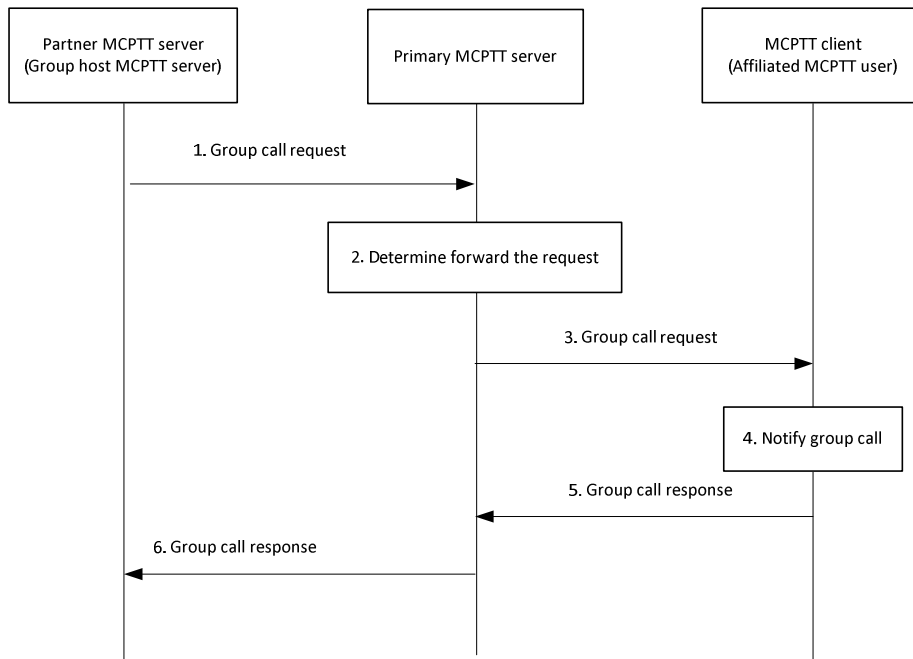 Partner MCPTT server
(Group host MCPTT server)
Primary MCPTT server
MCPTT client
(Affiliated MCPTT user)
1. Group call request
2. Determine forward the request
3. Group call request
4. Notify group call
5. Group call response
6. Group call response